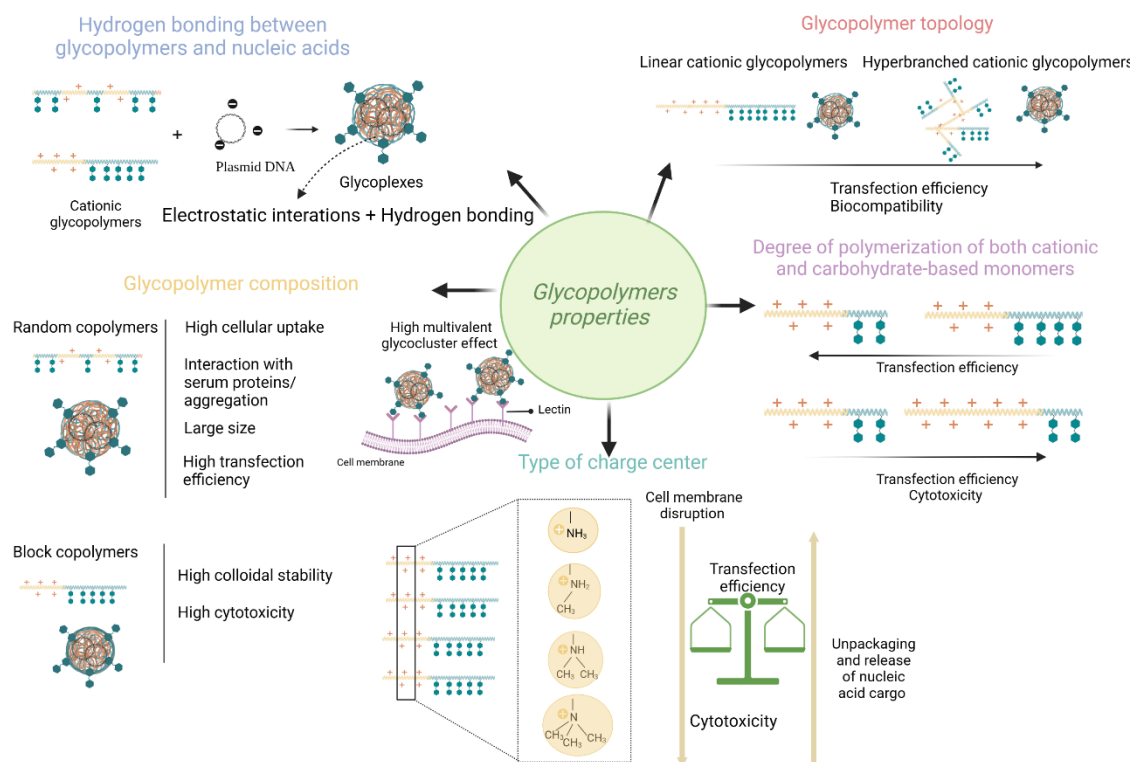 Hydrogen bonding between
glycopolymers and nucleic acids
+ + + +
+
Plasmid DNA
Glycoplexes
Cationic
glycopolymers
Electrostatic interations + Hydrogen bonding
Glycopolymer topology
Linear cationic glycopolymers
Hyperbranched cationic glycopolymers
Transfection efficiency
Biocompatibility
Glycopolymers
properties
Degree of polymerization of both cationic
and carbohydrate-based monomers
Transfection efficiency
Transfection efficiency
Cytotoxicity
Glycopolymer composition
Random copolymers
High cellular uptake
Interaction with
serum proteins/
aggregation
Large size
High transfection
efficiency
High multivalent
glycocluster effect
Lectin
Cell membrane
Block copolymers
High colloidal stability
High cytotoxicity
Type of charge center
NH₃
NH₂
CH₃
NH
CH₃ CH₃
N
CH₃ CH₃ CH₃
Cell membrane
disruption
Transfection
efficiency
Cytotoxicity
Unpackaging
and release
of nucleic
acid cargo